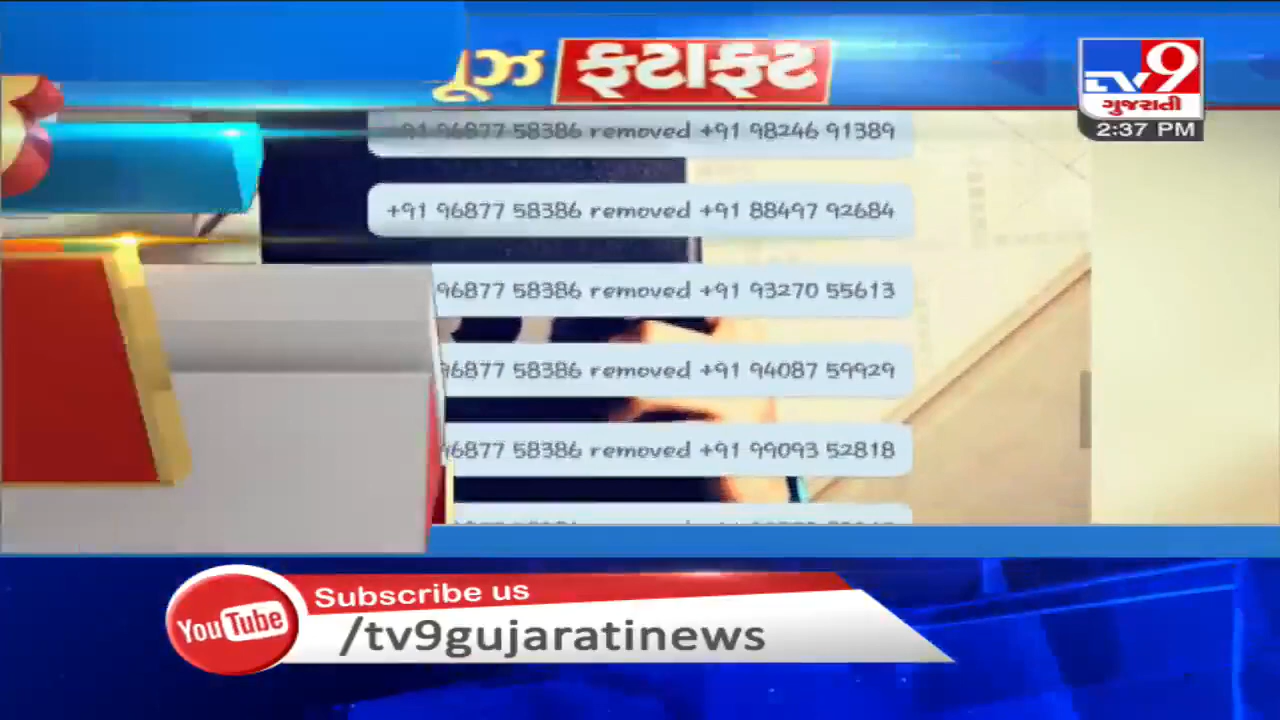 ફટાફટ
TV9
ગુજરાતી
2:37 PM
+91 96877 58386 removed +91 98246 91389
+91 96877 58386 removed +91 88497 92684
96877 58386 removed +91 93270 55613
96877 58386 removed +91 94087 59929
96877 58386 removed +91 99093 52818
YouTube
Subscribe us
/tv9gujaratinews